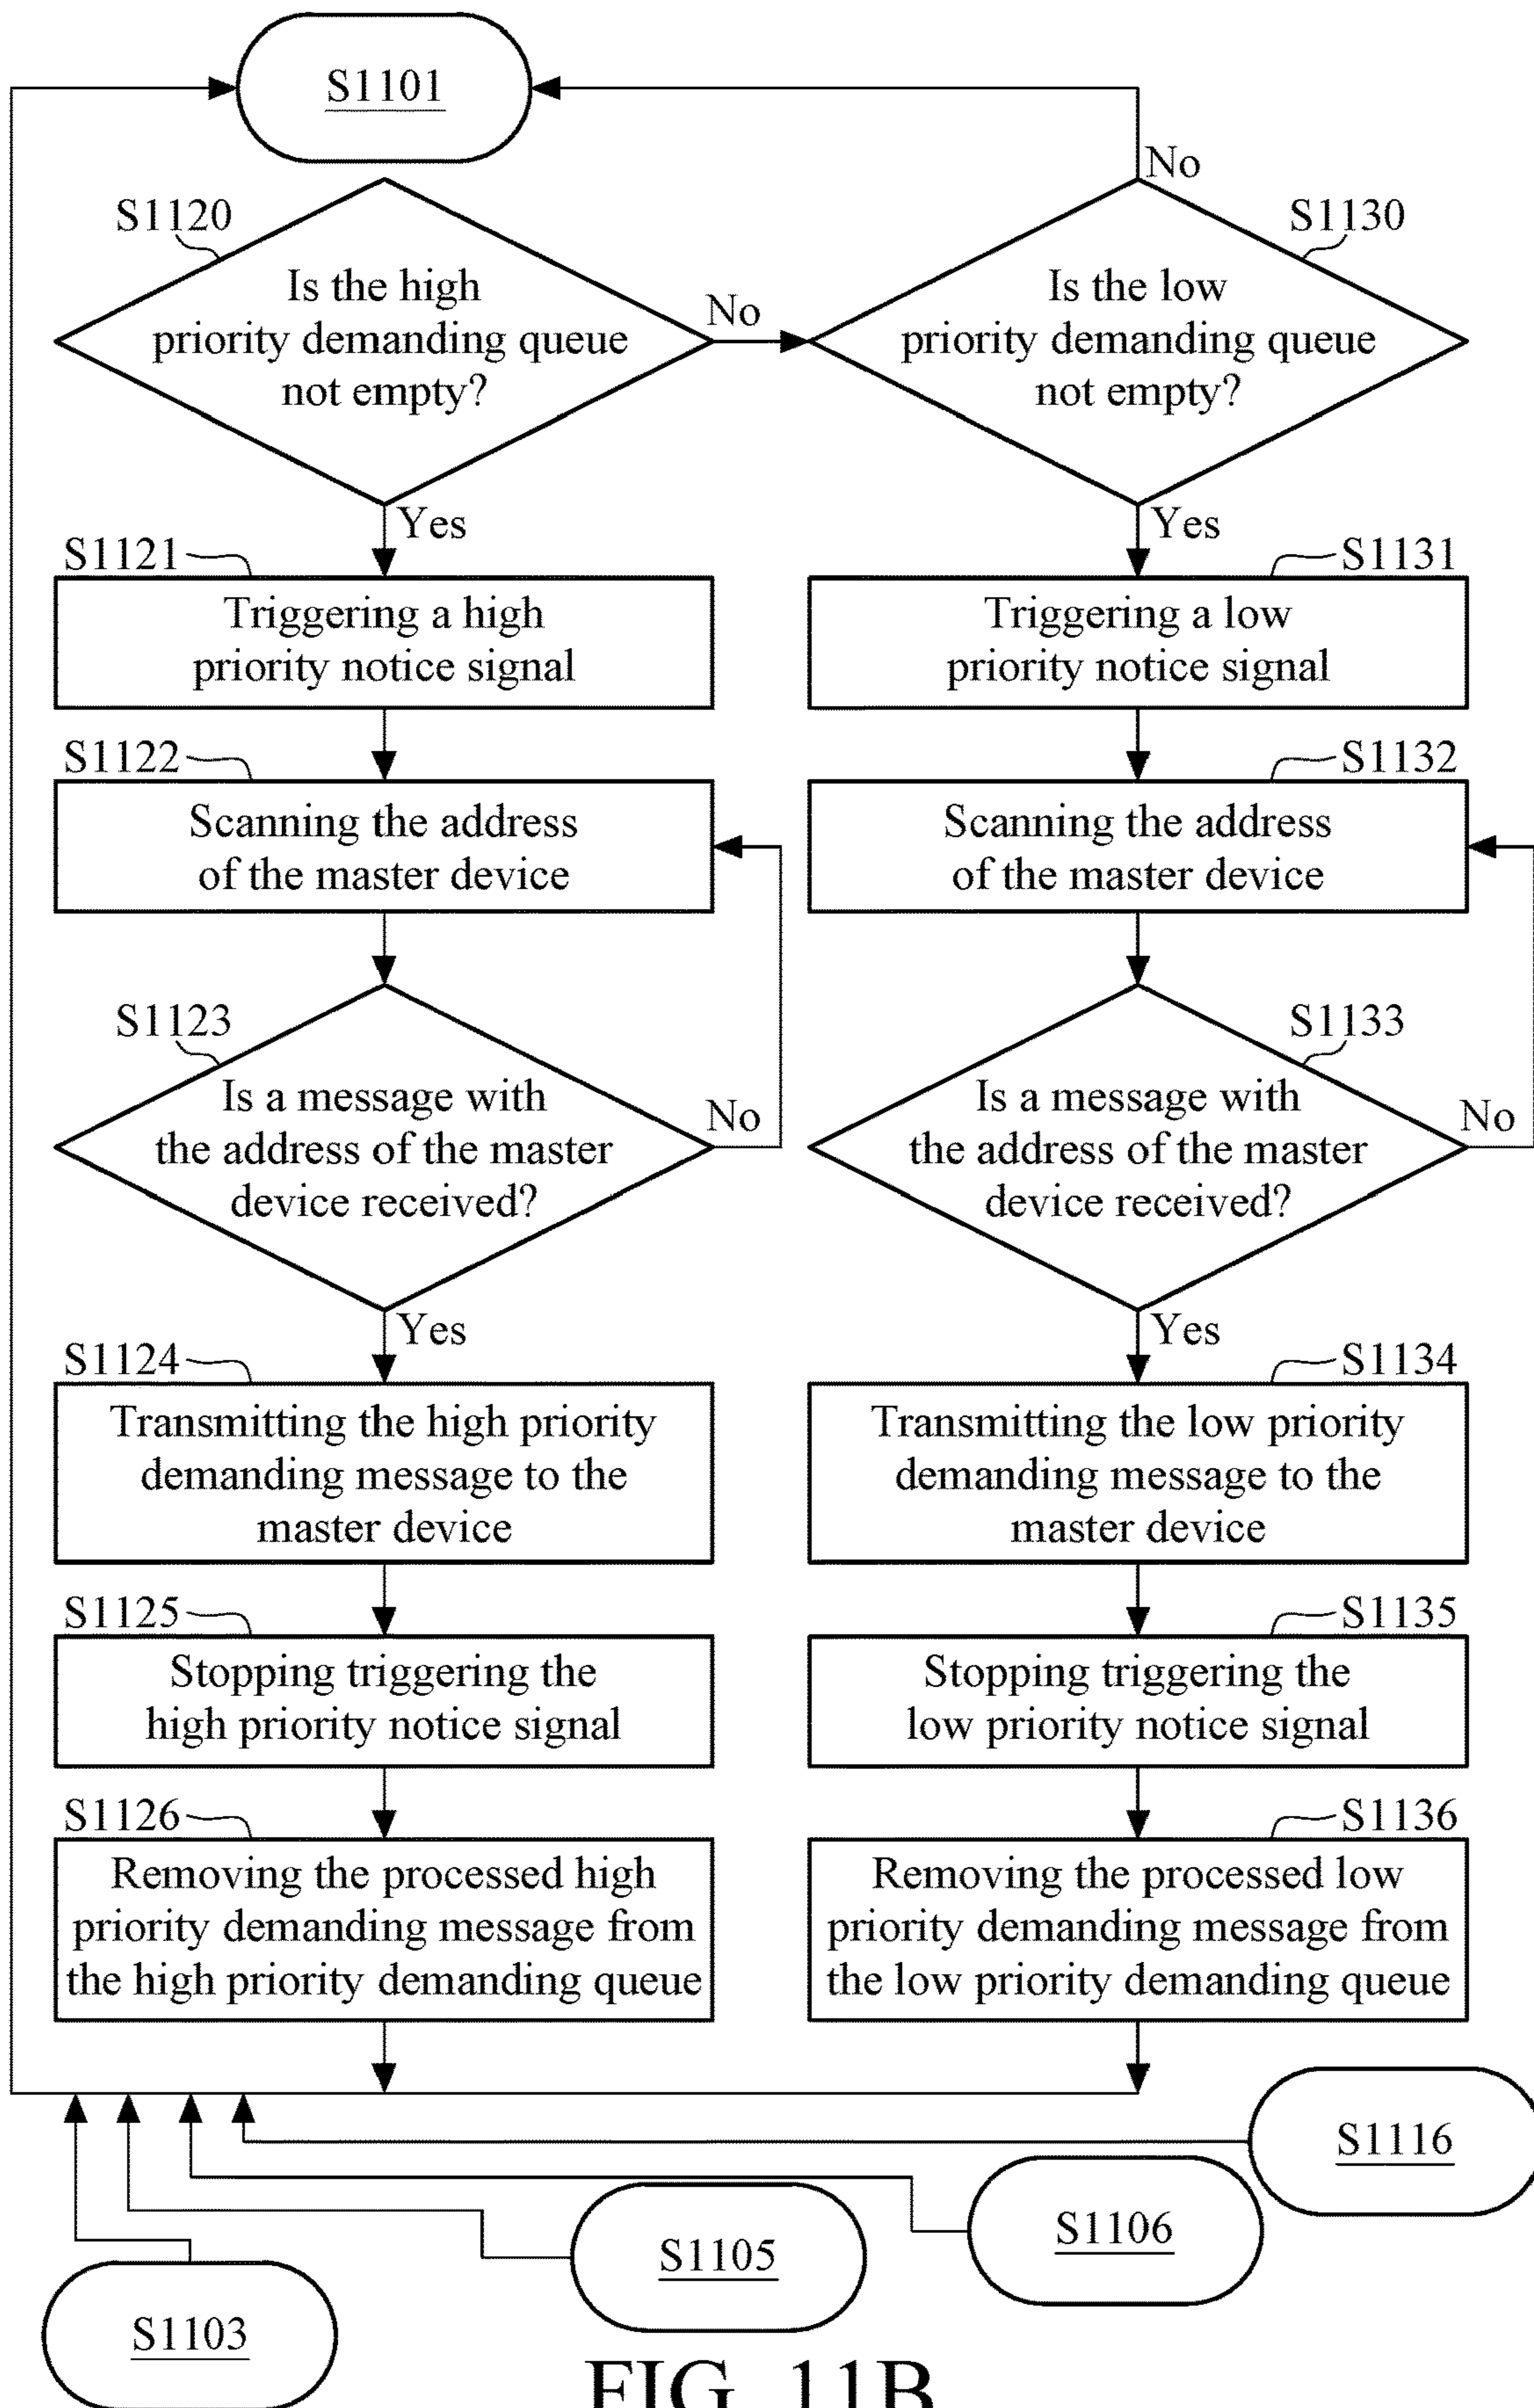 S1101
No
S1120
S1130
Is the high
priority demanding queue
not empty?
No
Is the low
priority demanding queue
not empty?
Yes
Yes
S1121
S1131
Triggering a high
priority notice signal
Triggering a low
priority notice signal
S1122
S1132
Scanning the address
of the master device
Scanning the address
of the master device
S1123
S1133
Is a message with
the address of the master
device received?
No
Is a message with
the address of the master
device received?
No
Yes
Yes
S1124
S1134
Transmitting the high priority
demanding message to the
master device
Transmitting the low priority
demanding message to the
master device
S1125
S1135
Stopping triggering the
high priority notice signal
Stopping triggering the
low priority notice signal
S1126
S1136
Removing the processed high
priority demanding message from
the high priority demanding queue
Removing the processed low
priority demanding message from
the low priority demanding queue
S1116
S1106
S1105
S1103
FIG. 11B